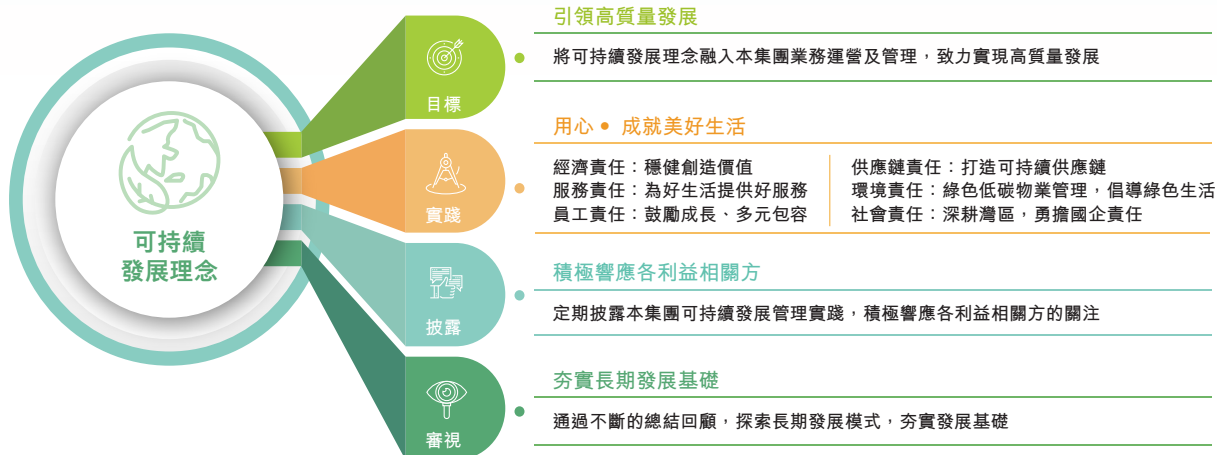 可持續
發展理念
目標
引領高質量發展
將可持續發展理念融入本集團業務運營及管理，致力實現高質量發展
實踐
用心 • 成就美好生活
經濟責任：穩健創造價值
服務責任：為好生活提供好服務
員工責任：鼓勵成長、多元包容
供應鏈責任：打造可持續供應鏈
環境責任：綠色低碳物業管理，倡導綠色生活
社會責任：深耕灣區，勇擔國企責任
披露
積極響應各利益相關方
定期披露本集團可持續發展管理實踐，積極響應各利益相關方的關注
審視
夯實長期發展基礎
通過不斷的總結回顧，探索長期發展模式，夯實發展基礎